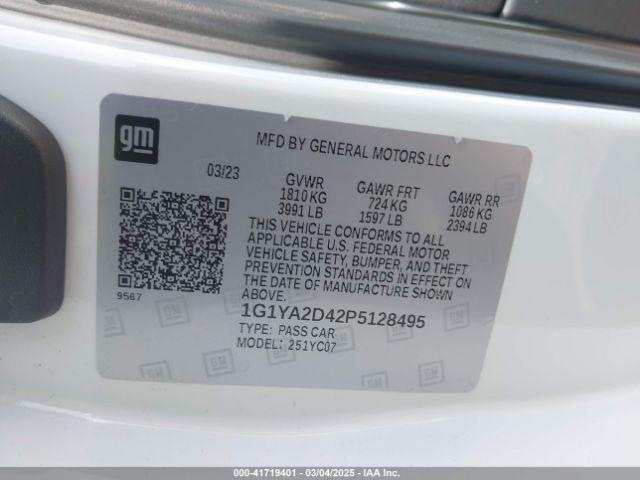 gm
MFD BY GENERAL MOTORS LLC
03/23
GVWR
1810 KG
3991 LB
GAWR FRT
724 KG
1597 LB
GAWR RR
1086 KG
2394 LB
THIS VEHICLE CONFORMS TO ALL
APPLICABLE U.S. FEDERAL MOTOR
VEHICLE SAFETY, BUMPER, AND THEFT
PREVENTION STANDARDS IN EFFECT ON
THE DATE OF MANUFACTURE SHOWN
ABOVE.
9567
1G1YA2D42P5128495
TYPE: PASS CAR
MODEL: 251YC07
000-41719401 - 03/04/2025 - IAA Inc.